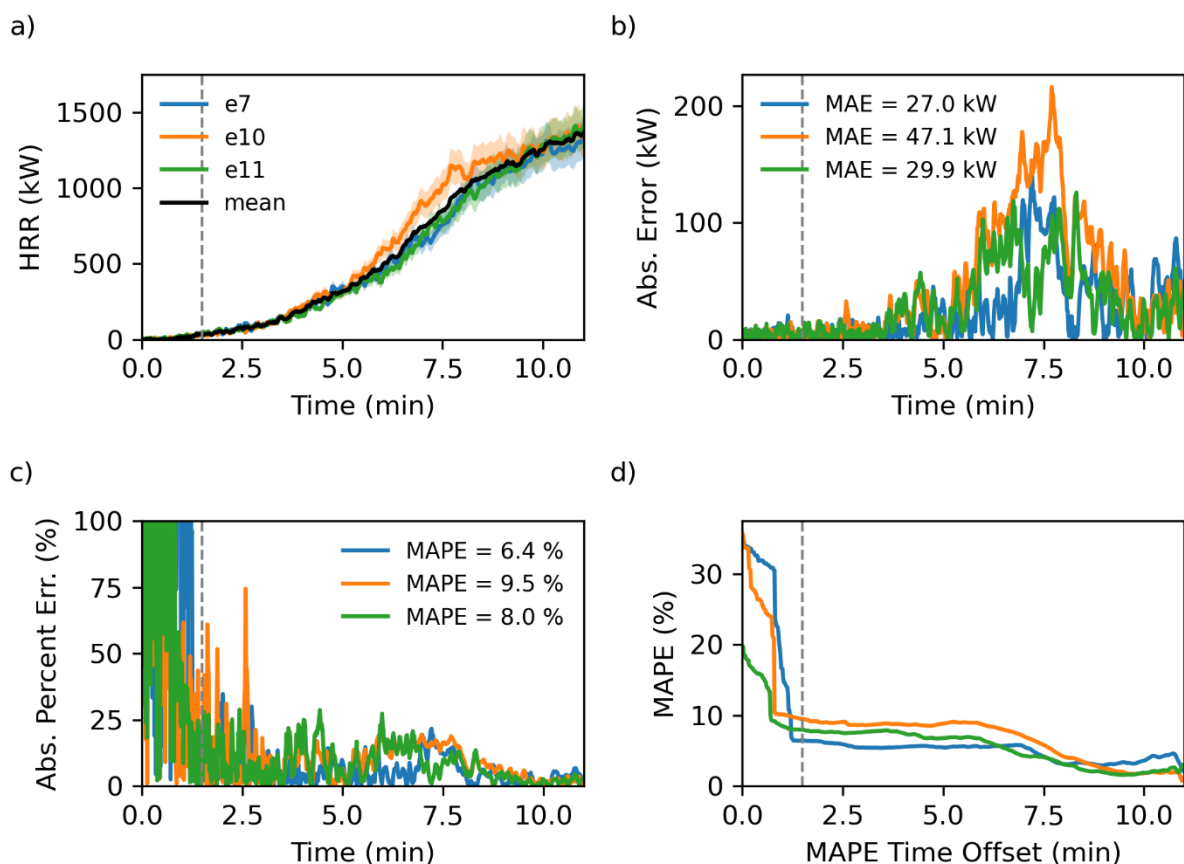 a)
HRR (kW)
1500
1000
500
0
e7
e10
e11
mean
0.0 2.5 5.0 7.5 10.0
Time (min)
b)
Abs. Error (kW)
200
100
0
MAE = 27.0 kW
MAE = 47.1 kW
MAE = 29.9 kW
0.0 2.5 5.0 7.5 10.0
Time (min)
c)
Abs. Percent Err. (%)
100
75
50
25
0
MAPE = 6.4 %
MAPE = 9.5 %
MAPE = 8.0 %
0.0 2.5 5.0 7.5 10.0
Time (min)
d)
MAPE (%)
30
20
10
0
0.0 2.5 5.0 7.5 10.0
MAPE Time Offset (min)